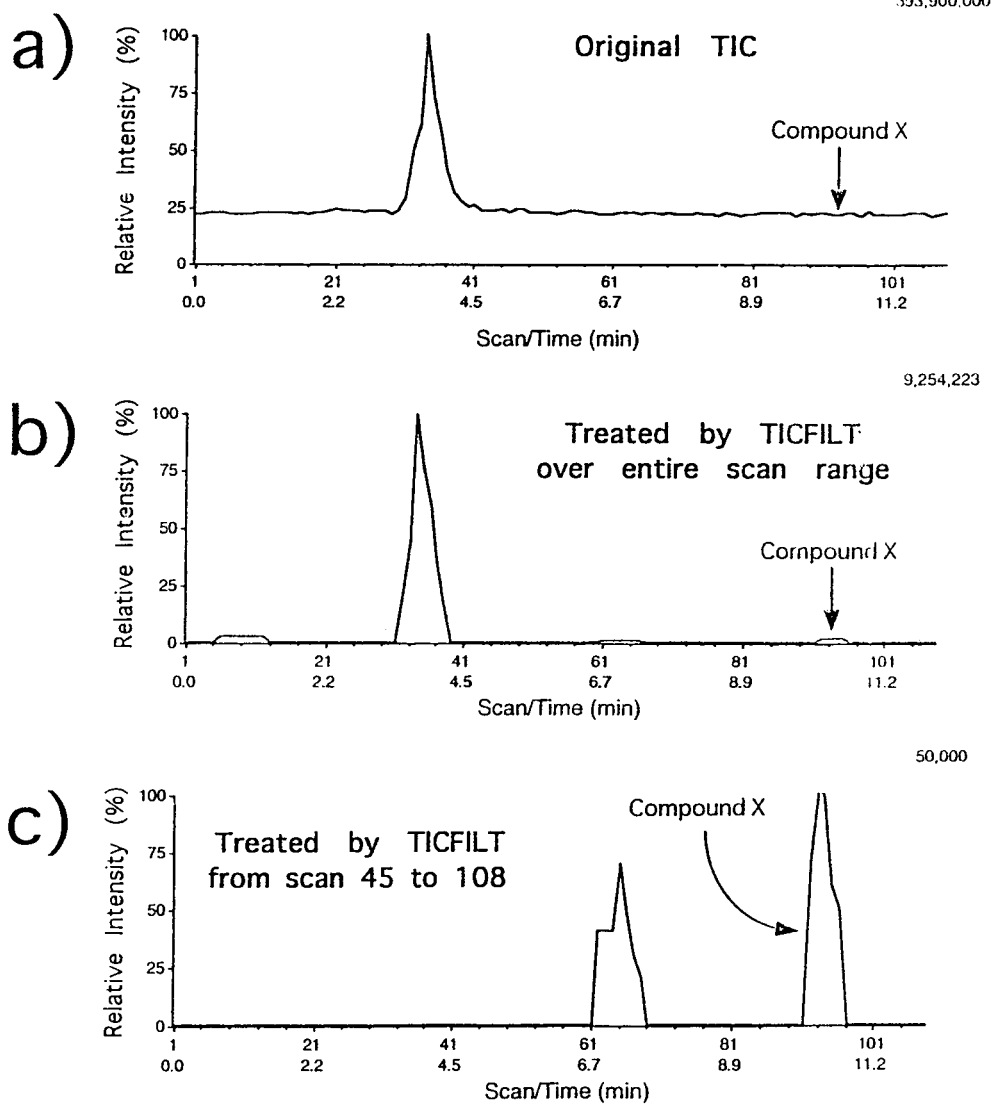 a)
Original TIC
Relative Intensity (%)
100
75
50
25
0
Compound X
1 21 41 61 81 101
0.0 2.2 4.5 6.7 8.9 11.2
Scan/Time (min)
9,254,223
b)
Treated by TICFILT
over entire scan range
Relative Intensity (%)
100
75
50
25
0
Compound X
1 21 41 61 81 101
0.0 2.2 4.5 6.7 8.9 11.2
Scan/Time (min)
50,000
c)
Treated by TICFILT
from scan 45 to 108
Relative Intensity (%)
100
75
50
25
0
Compound X
1 21 41 61 81 101
0.0 2.2 4.5 6.7 8.9 11.2
Scan/Time (min)